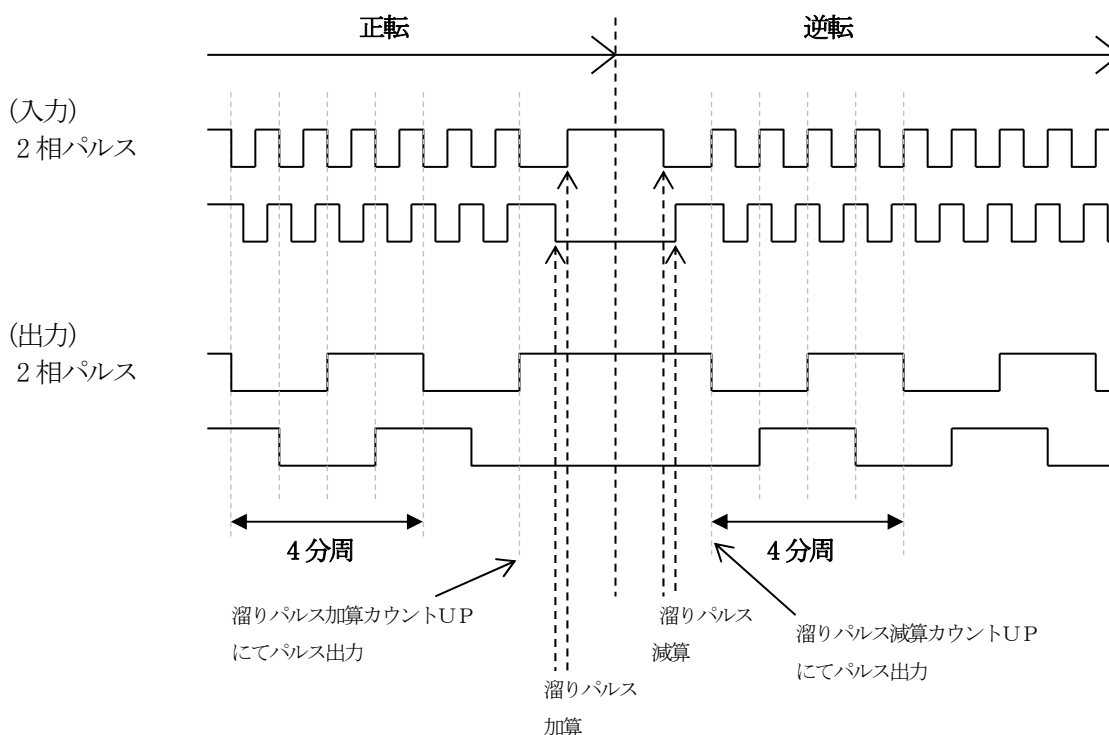 正転
逆転
(入力)
２相パルス
(出力)
２相パルス
4 分周
4 分周
溜りパルス加算カウントＵＰ
にてパルス出力
溜りパルス
加算
溜りパルス
減算
溜りパルス減算カウントＵＰ
にてパルス出力